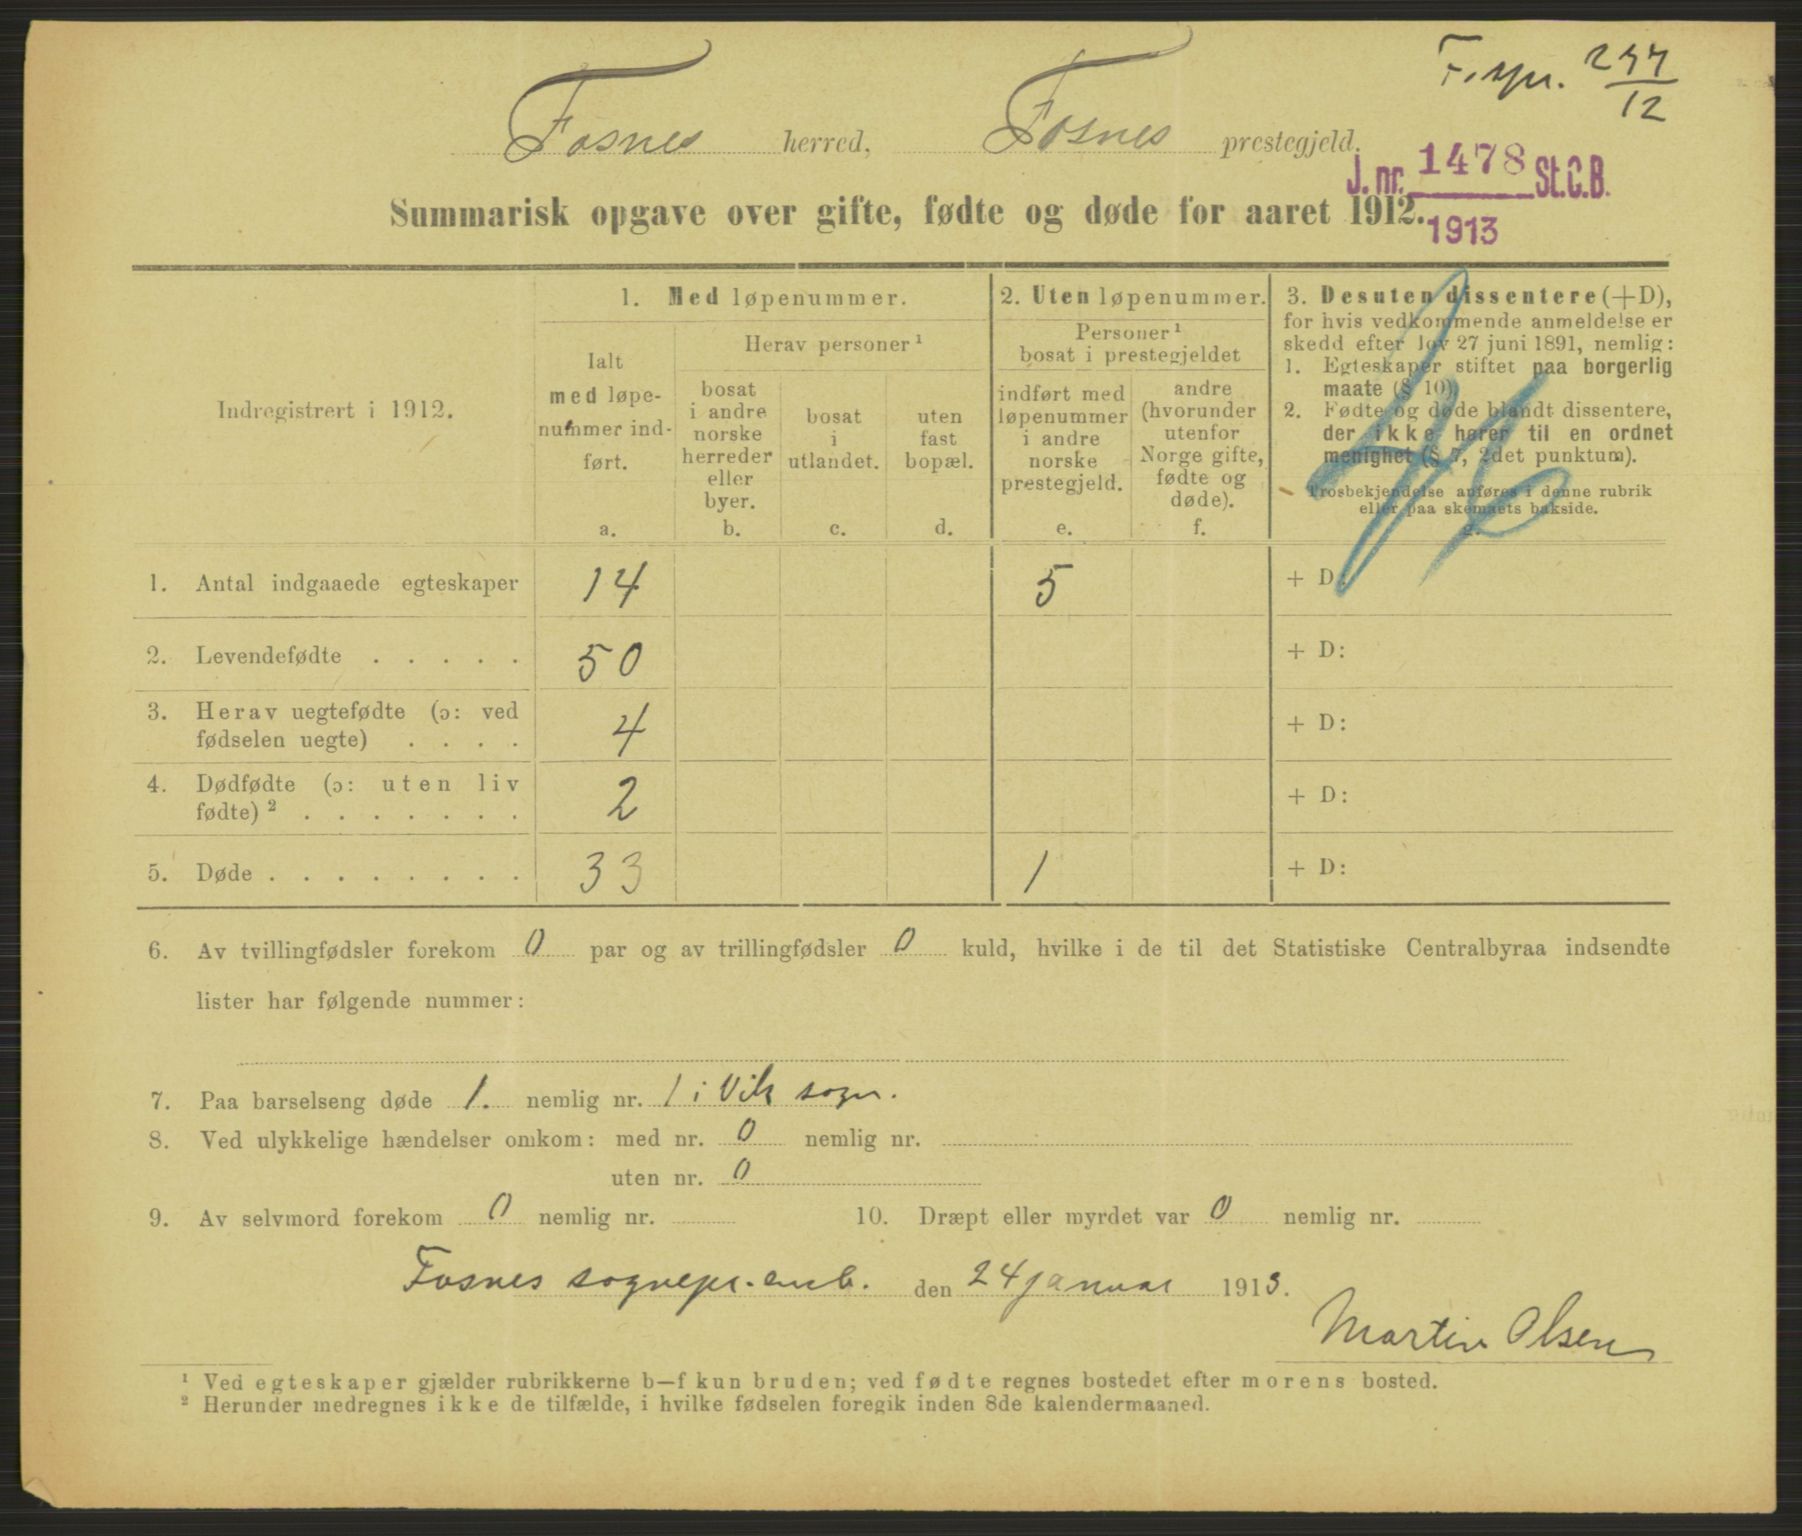 F. spr. 277
12
Fosnes herred, Fosnes prestegjeld.
J. nr. 1478 St.C.B.
1913
Summarisk opgave over gifte, fødte og døde for aaret 1912.
Indregistrert i 1912.
1. Med løpenummer.
Ialt
med løpe-
nummer ind-
ført.
a.
Herav personer ¹
bosat
i andre
norske
herreder
eller
byer.
b.
bosat
i
utlandet.
c.
uten
fast
bopæl.
d.
2. Uten løpenummer.
Personer ¹
bosat i prestegjeldet
indført med
løpenummer
i andre
norske
prestegjeld.
e.
andre
(hvorunder
utenfor
Norge gifte,
fødte og
døde).
f.
3. Desuten dissentere (+D),
for hvis vedkommende anmeldelse er
skedd efter lov 27 juni 1891, nemlig:
1. Egteskaper stiftet paa borgerlig
maate (§ 10).
2. Fødte og døde blandt dissentere,
der ikke hører til en ordnet
menighet (§ 7, 2det punktum).
Trosbekjendelse anføres i denne rubrik
eller paa skemaets bakside.
g.
1. Antal indgaaede egteskaper 14 5 + D:
2. Levendefødte . . . . . 50 + D:
3. Herav uegtefødte (ɔ: ved
fødselen uegte) . . . . 4 + D:
4. Dødfødte (ɔ: uten liv
fødte) ² . . . . . . . 2 + D:
5. Døde . . . . . . . . 33 1 + D:
6. Av tvillingfødsler forekom 0 par og av trillingfødsler 0 kuld, hvilke i de til det Statistiske Centralbyraa indsendte
lister har følgende nummer:
7. Paa barselseng døde 1. nemlig nr. 1 i Vik sogn.
8. Ved ulykkelige hændelser omkom: med nr. 0 nemlig nr.
uten nr. 0
9. Av selvmord forekom 0 nemlig nr. 10. Dræpt eller myrdet var 0 nemlig nr.
Fosnes sognepr. emb. den 24 januar 1913.
Martin Olsen
¹ Ved egteskaper gjælder rubrikkerne b—f kun bruden; ved fødte regnes bostedet efter morens bosted.
² Herunder medregnes ikke de tilfælde, i hvilke fødselen foregik inden 8de kalendermaaned.